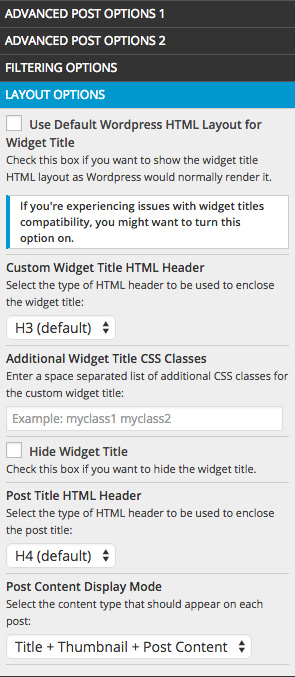 ADVANCED POST OPTIONS 1
ADVANCED POST OPTIONS 2
FILTERING OPTIONS
LAYOUT OPTIONS
Use Default Wordpress HTML Layout for
Widget Title
Check this box if you want to show the widget title
HTML layout as Wordpress would normally render it.
If you're experiencing issues with widget titles
compatibility, you might want to turn this
option on.
Custom Widget Title HTML Header
Select the type of HTML header to be used to enclose
the widget title:
H3 (default)
Additional Widget Title CSS Classes
Enter a space separated list of additional CSS classes for
the custom widget title:
Example: myclass1 myclass2
Hide Widget Title
Check this box if you want to hide the widget title.
Post Title HTML Header
Select the type of HTML header to be used to enclose
the post title:
H4 (default)
Post Content Display Mode
Select the content type that should appear on each
post:
Title + Thumbnail + Post Content